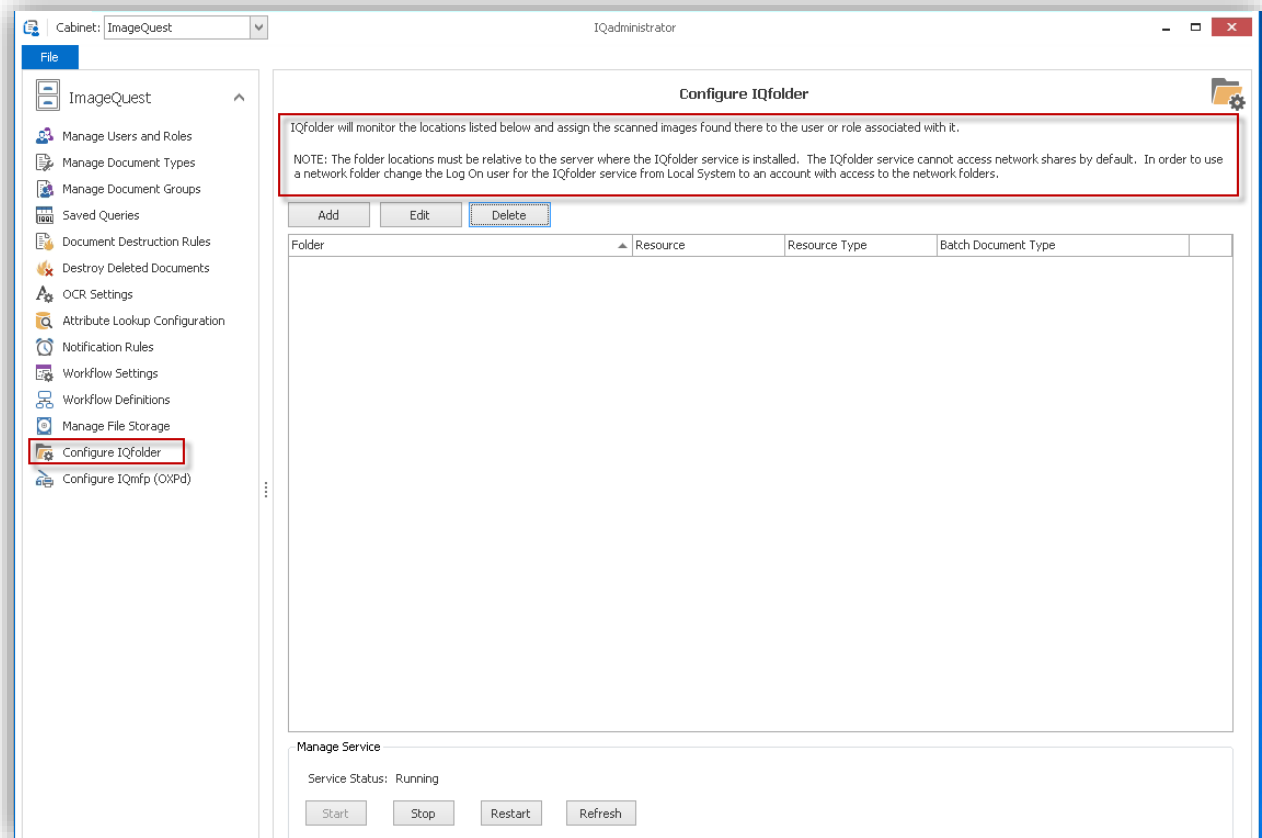 Cabinet: ImageQuest
IQadministrator
File
ImageQuest
Manage Users and Roles
Manage Document Types
Manage Document Groups
Saved Queries
Document Destruction Rules
Destroy Deleted Documents
OCR Settings
Attribute Lookup Configuration
Notification Rules
Workflow Settings
Workflow Definitions
Manage File Storage
Configure IQfolder
Configure IQmfp (OXPd)
Configure IQfolder
IQfolder will monitor the locations listed below and assign the scanned images found there to the user or role associated with it.
NOTE: The folder locations must be relative to the server where the IQfolder service is installed. The IQfolder service cannot access network shares by default. In order to use
a network folder change the Log On user for the IQfolder service from Local System to an account with access to the network folders.
Add Edit Delete
Folder Resource Resource Type Batch Document Type
Manage Service
Service Status: Running
Start Stop Restart Refresh